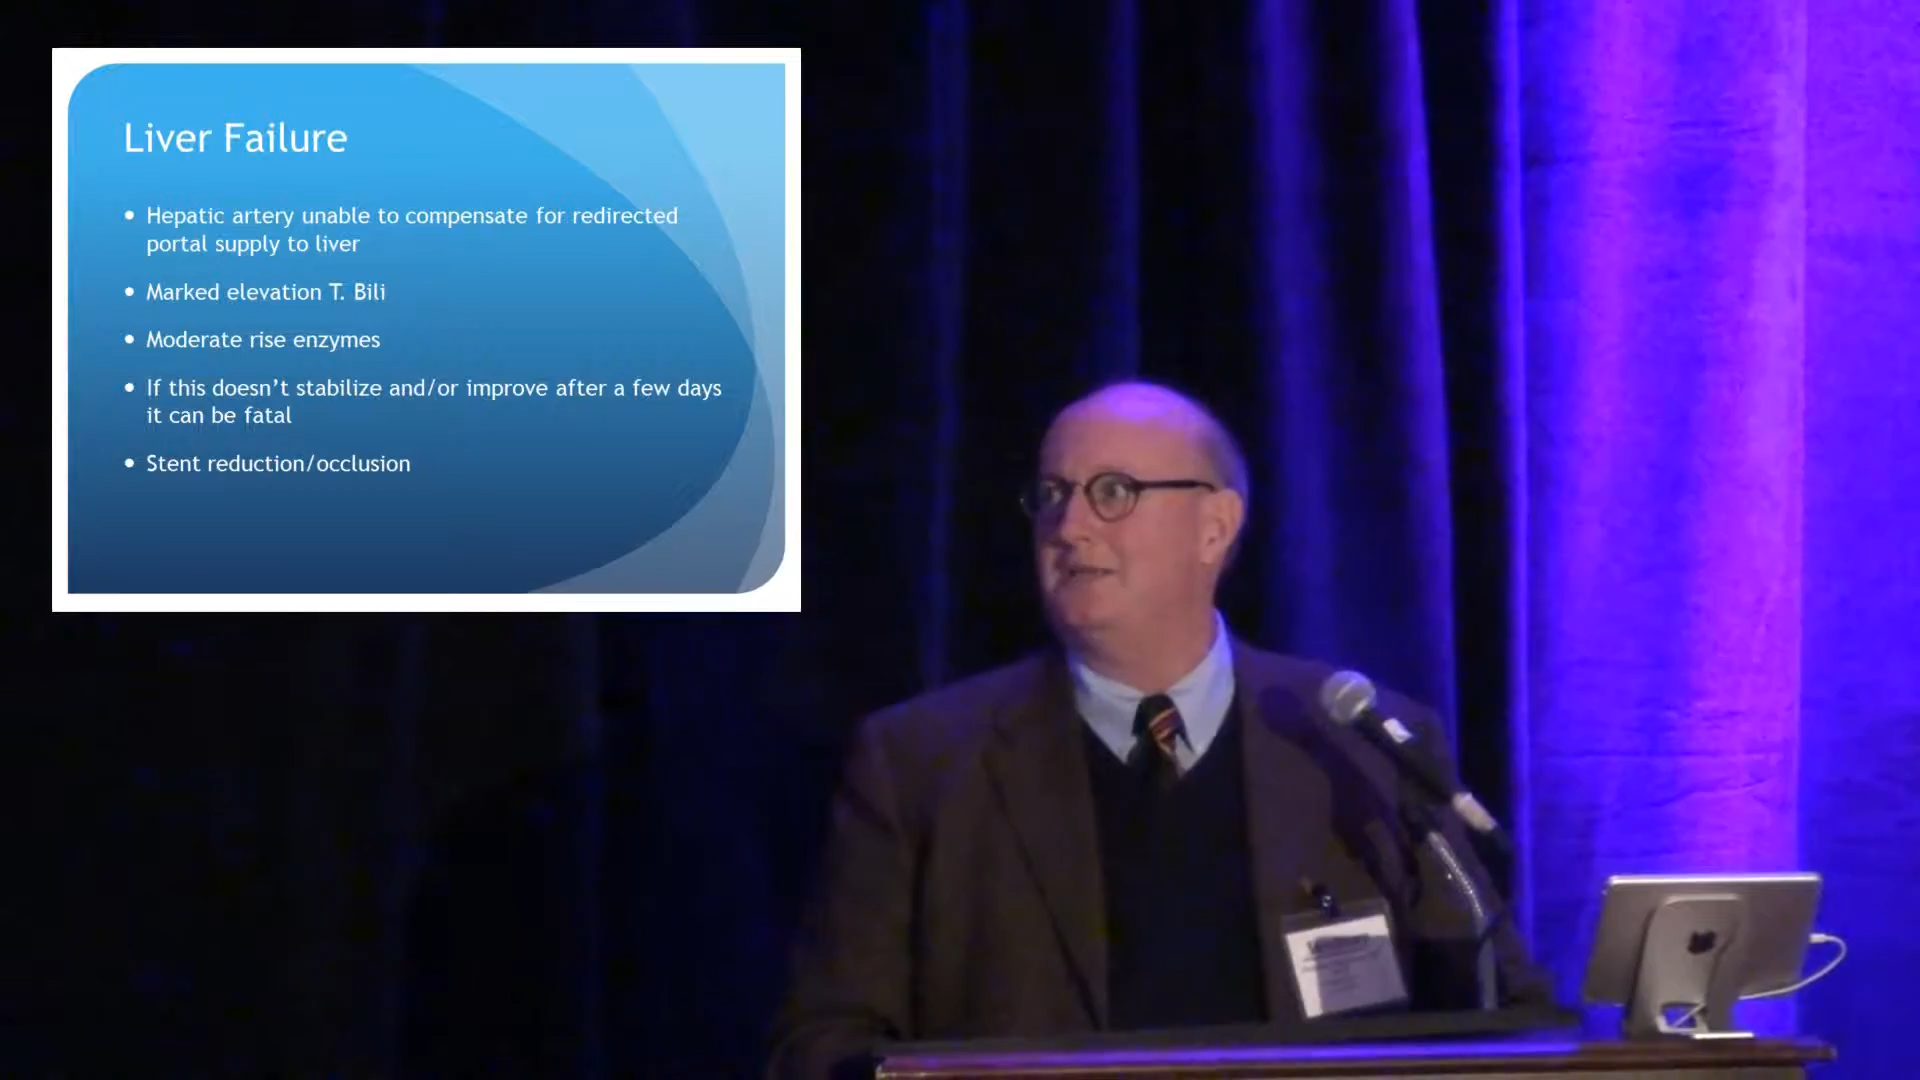 Liver Failure
• Hepatic artery unable to compensate for redirected
portal supply to liver
• Marked elevation T. Bili
• Moderate rise enzymes
• If this doesn't stabilize and/or improve after a few days
it can be fatal
• Stent reduction/occlusion